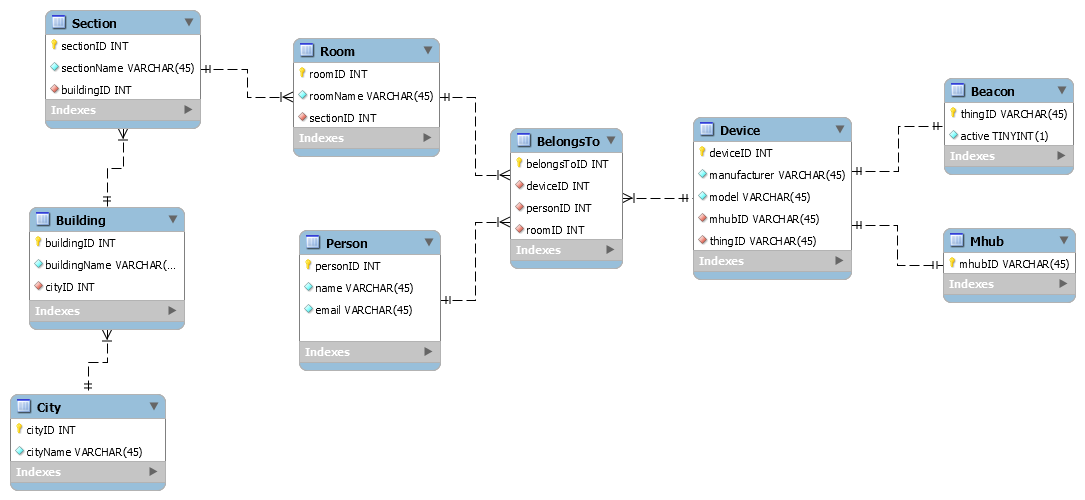 Section
sectionID INT
sectionName VARCHAR(45)
buildingID INT
Indexes
Room
roomID INT
roomName VARCHAR(45)
sectionID INT
Indexes
Building
buildingID INT
buildingName VARCHAR(...
cityID INT
Indexes
City
cityID INT
cityName VARCHAR(45)
Indexes
Person
personID INT
name VARCHAR(45)
email VARCHAR(45)
Indexes
BelongsTo
belongsToID INT
deviceID INT
personID INT
roomID INT
Indexes
Device
deviceID INT
manufacturer VARCHAR(45)
model VARCHAR(45)
mhubID VARCHAR(45)
thingID VARCHAR(45)
Indexes
Beacon
thingID VARCHAR(45)
active TINYINT(1)
Indexes
Mhub
mhubID VARCHAR(45)
Indexes